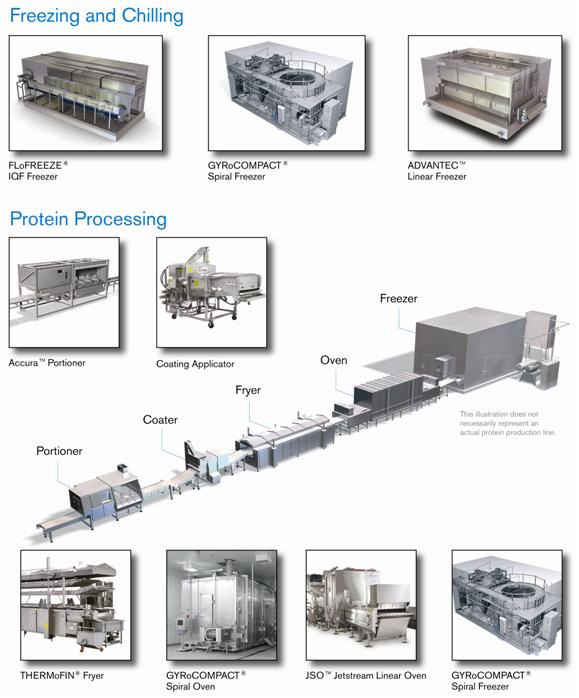 Freezing and Chilling
FLoFREEZE®
IQF Freezer
GYRoCOMPACT®
Spiral Freezer
ADVANTEC™
Linear Freezer
Protein Processing
Accura™ Portioner
Coating Applicator
Freezer
Oven
Fryer
Coater
Portioner
This illustration does not
necessarily represent an
actual protein production line.
THERMoFIN® Fryer
GYRoCOMPACT®
Spiral Oven
JSO™ Jetstream Linear Oven
GYRoCOMPACT®
Spiral Freezer